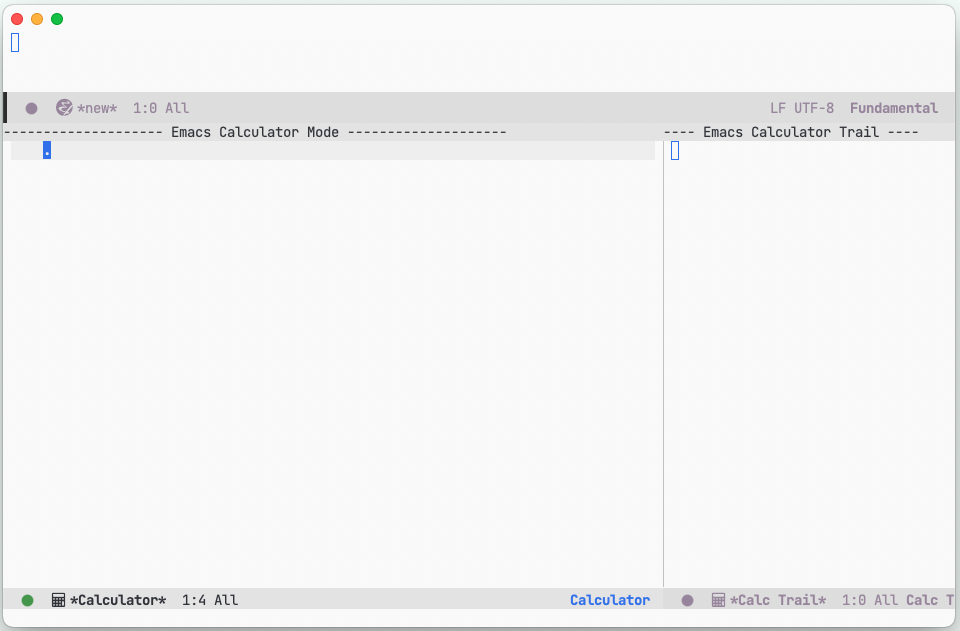 *new*  1:0 All LF UTF-8  Fundamental
------------------- Emacs Calculator Mode --------------------
---- Emacs Calculator Trail ----
.
*Calculator*  1:4 All Calculator
*Calc Trail*  1:0 All Calc T